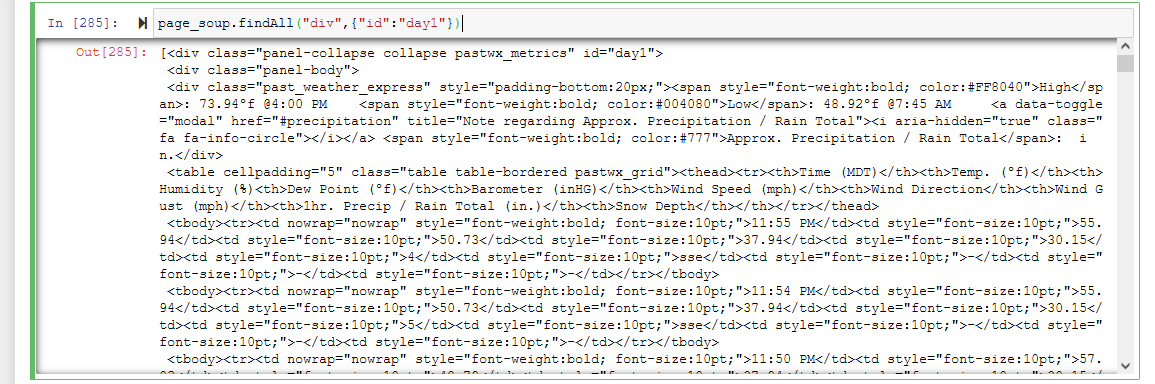 In [285]: page_soup.findAll("div",{"id":"day1"})
Out[285]: [<div class="panel-collapse collapse pastwx_metrics" id="day1">
<div class="panel-body">
<div class="past_weather_express" style="padding-bottom:20px;"><span style="font-weight:bold; color:#FF8040">High</sp
an>: 73.94°f @4:00 PM    <span style="font-weight:bold; color:#004080">Low</span>: 48.92°f @7:45 AM     <a data-toggle
="modal" href="#precipitation" title="Note regarding Approx. Precipitation / Rain Total"><i aria-hidden="true" class="
fa fa-info-circle"></i></a> <span style="font-weight:bold; color:#777">Approx. Precipitation / Rain Total</span>:  i
n.</div>
<table cellpadding="5" class="table table-bordered pastwx_grid"><thead><tr><th>Time (MDT)</th><th>Temp. (°f)</th><th>
Humidity (%)<th>Dew Point (°f)</th><th>Barometer (inHG)</th><th>Wind Speed (mph)</th><th>Wind Direction</th><th>Wind G
ust (mph)</th><th>1hr. Precip / Rain Total (in.)</th><th>Snow Depth</th></th></tr></thead>
<tbody><tr><td nowrap="nowrap" style="font-weight:bold; font-size:10pt;">11:55 PM</td><td style="font-size:10pt;">55.
94</td><td style="font-size:10pt;">50.73</td><td style="font-size:10pt;">37.94</td><td style="font-size:10pt;">30.15</
td><td style="font-size:10pt;">4</td><td style="font-size:10pt;">sse</td><td style="font-size:10pt;">-</td><td style="
font-size:10pt;">-</td><td style="font-size:10pt;">-</td></tr></tbody>
<tbody><tr><td nowrap="nowrap" style="font-weight:bold; font-size:10pt;">11:54 PM</td><td style="font-size:10pt;">55.
94</td><td style="font-size:10pt;">50.73</td><td style="font-size:10pt;">37.94</td><td style="font-size:10pt;">30.15</
td><td style="font-size:10pt;">5</td><td style="font-size:10pt;">sse</td><td style="font-size:10pt;">-</td><td style="
font-size:10pt;">-</td><td style="font-size:10pt;">-</td></tr></tbody>
<tbody><tr><td nowrap="nowrap" style="font-weight:bold; font-size:10pt;">11:50 PM</td><td style="font-size:10pt;">57.